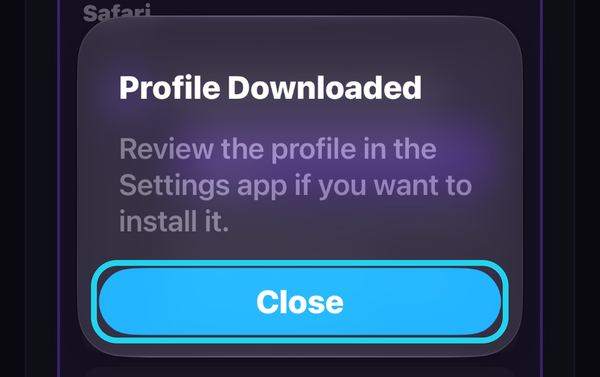 Safari
Profile Downloaded
Review the profile in the
Settings app if you want to
install it.
Close